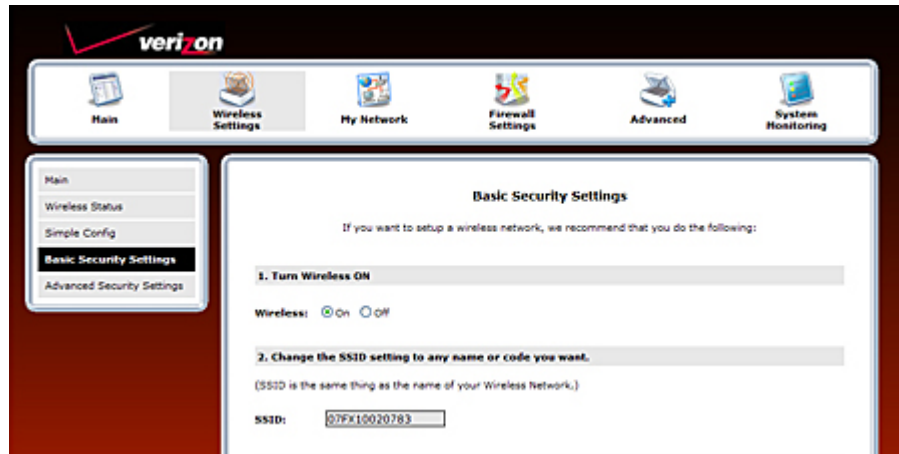 verizon
Main
Wireless Settings
My Network
Firewall Settings
Advanced
System Monitoring
Main
Wireless Status
Simple Config
Basic Security Settings
Advanced Security Settings
Basic Security Settings
If you want to setup a wireless network, we recommend that you do the following:
1. Turn Wireless ON
Wireless: On Off
2. Change the SSID setting to any name or code you want.
(SSID is the same thing as the name of your Wireless Network.)
SSID: 07FX10020783